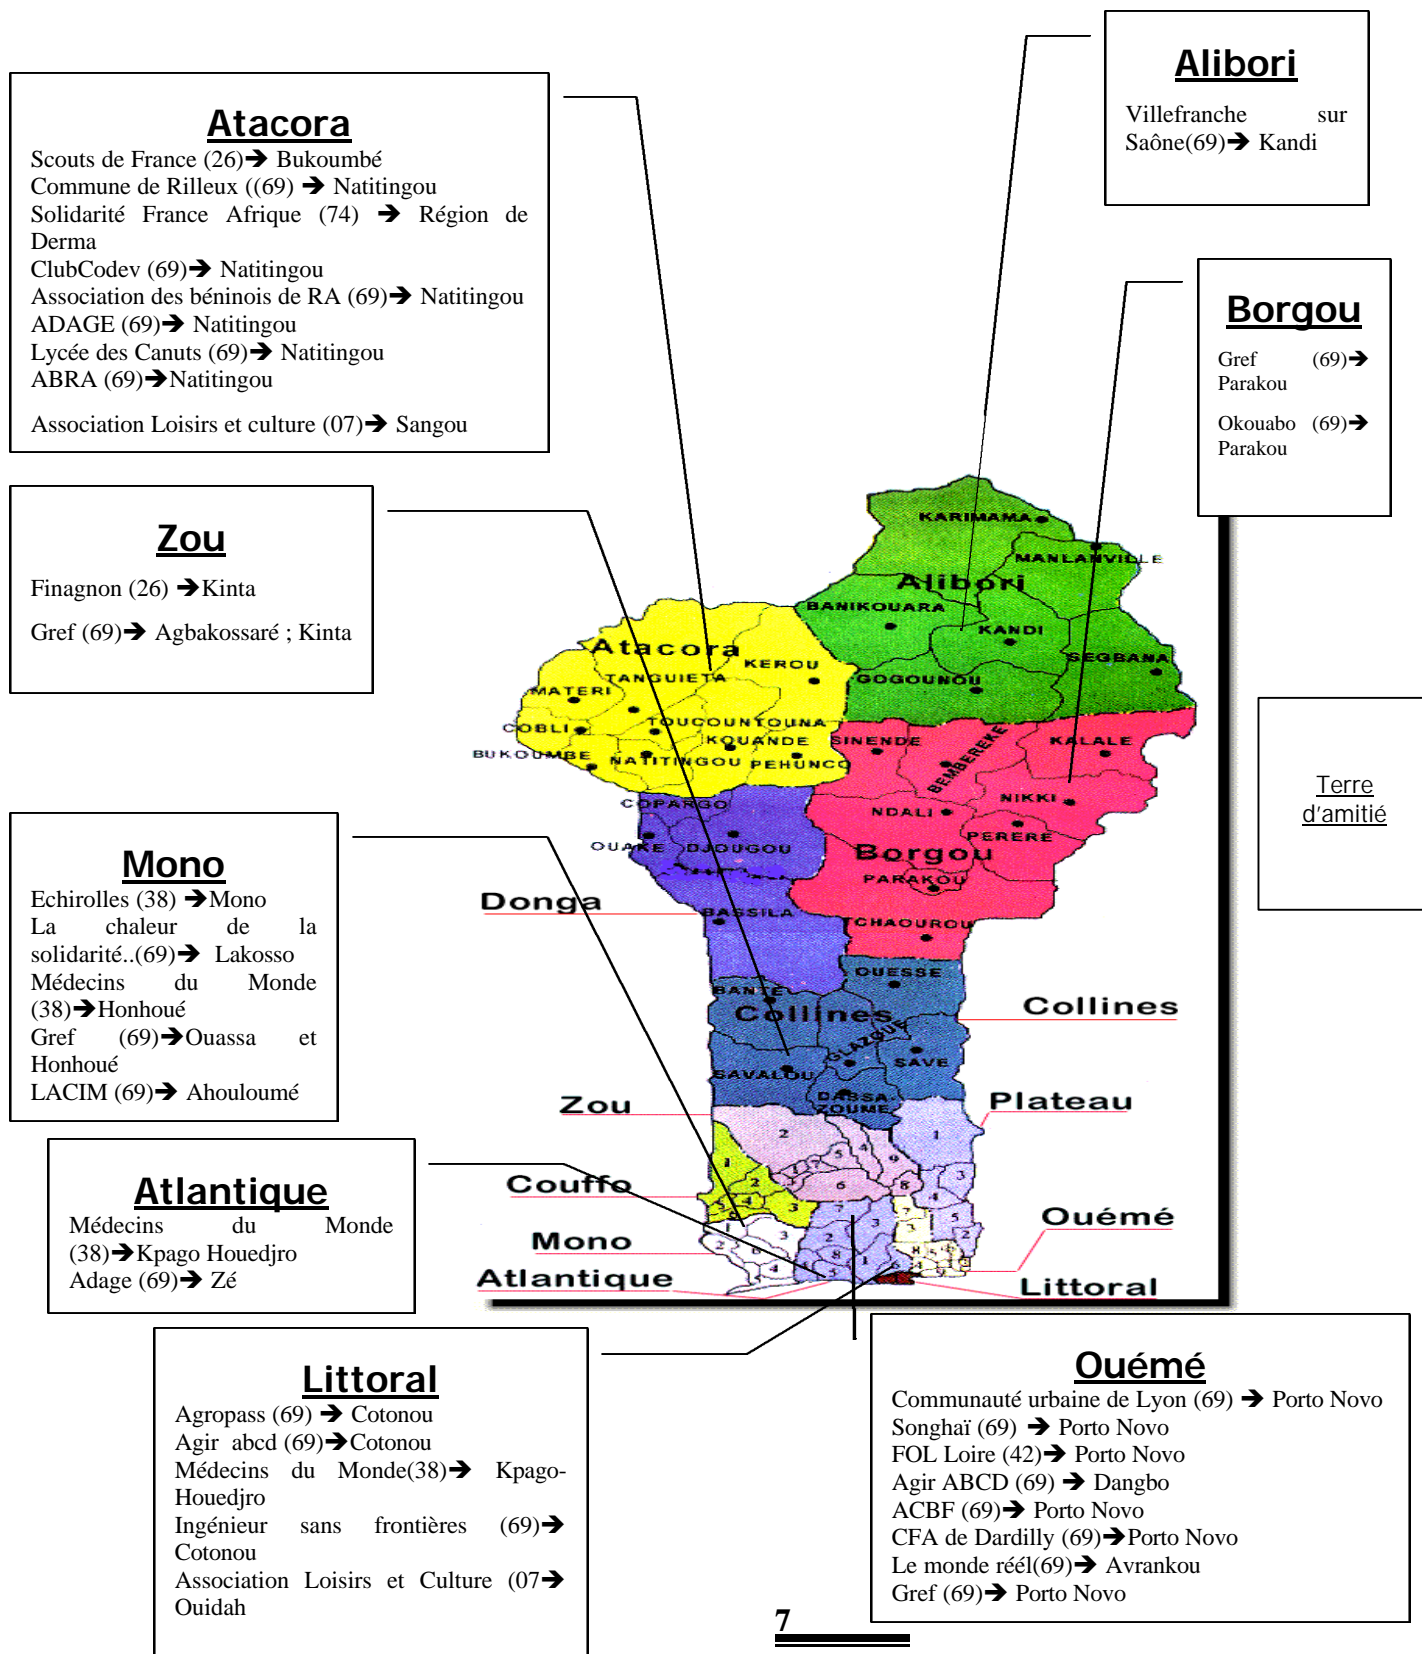 Alibori
Villefranche sur
Saône(69)➔ Kandi
Atacora
Scouts de France (26)➔ Bukoumbé
Commune de Rilleux ((69) ➔ Natitingou
Solidarité France Afrique (74) ➔ Région de
Derma
ClubCodev (69)➔ Natitingou
Association des béninois de RA (69)➔ Natitingou
ADAGE (69)➔ Natitingou
Lycée des Canuts (69)➔ Natitingou
ABRA (69)➔Natitingou
Association Loisirs et culture (07)➔ Sangou
Borgou
Gref (69)➔
Parakou
Okouabo (69)➔
Parakou
Zou
Finagnon (26) ➔Kinta
Gref (69)➔ Agbakossaré ; Kinta
Terre
d'amitié
Mono
Echirolles (38) ➔Mono
La chaleur de la
solidarité..(69)➔ Lakosso
Médecins du Monde
(38)➔Honhoué
Gref (69)➔Ouassa et
Honhoué
LACIM (69)➔ Ahouloumé
Atlantique
Médecins du Monde
(38)➔Kpago Houedjro
Adage (69)➔ Zé
Littoral
Agropass (69) ➔ Cotonou
Agir abcd (69)➔Cotonou
Médecins du Monde(38)➔ Kpago-
Houedjro
Ingénieur sans frontières (69)➔
Cotonou
Association Loisirs et Culture (07➔
Ouidah
Ouémé
Communauté urbaine de Lyon (69) ➔ Porto Novo
Songhaï (69) ➔ Porto Novo
FOL Loire (42)➔ Porto Novo
Agir ABCD (69) ➔ Dangbo
ACBF (69)➔ Porto Novo
CFA de Dardilly (69)➔Porto Novo
Le monde réél(69)➔ Avrankou
Gref (69)➔ Porto Novo
KARIMAMA
MANLANVILLE
Alibori
BANIKOUARA
KANDI
SEGBANA
GOGOUNOU
Atacora
KEROU
TANGUIETA
MATERI
TOUCOUNTOUNA
COBLI
KOUANDE
BUKOUMBE
NATITINGOU
PEHUNCO
SINENDE
BEMBEREKE
KALALE
NIKKI
NDALI
PERERE
Borgou
PARAKOU
TCHAOUROU
COPARGO
OUAKE
DJOUGOU
Donga
BASSILA
OUESSE
BANTE
Collines
Collines
GLAZOUE
SAVE
SAVALOU
DASSA-
ZOUME
Zou
Plateau
Couffo
Mono
Ouémé
Atlantique
Littoral
7